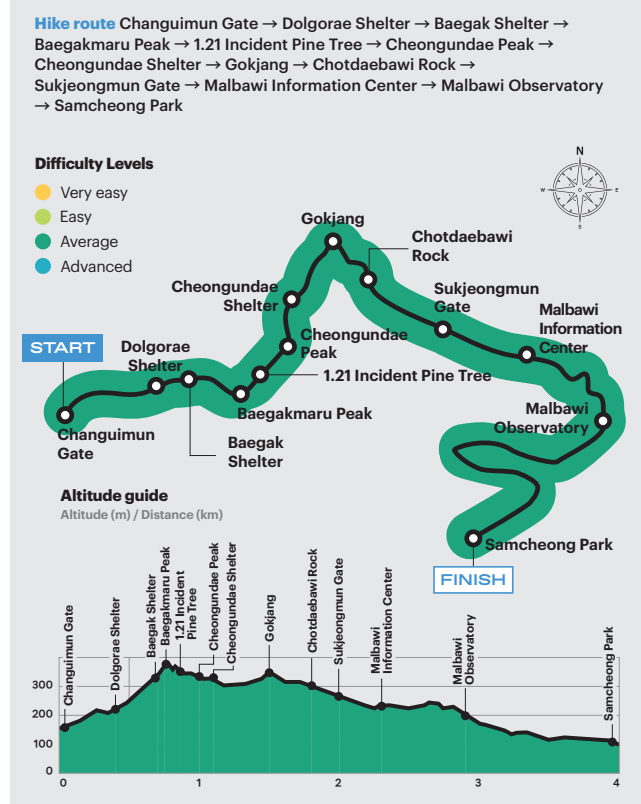 Hike route Changuimun Gate → Dolgorae Shelter → Baegak Shelter →
Baegakmaru Peak → 1.21 Incident Pine Tree → Cheongundae Peak →
Cheongundae Shelter → Gokjang → Chotdaebawi Rock →
Sukjeongmun Gate → Malbawi Information Center → Malbawi Observatory
→ Samcheong Park
Difficulty Levels
Very easy
Easy
Average
Advanced
N
W
E
S
Gokjang
Chotdaebawi
Rock
Cheongundae
Shelter
Sukjeongmun
Gate
Malbawi
Information
Center
START
Dolgorae
Shelter
Cheongundae
Peak
1.21 Incident Pine Tree
Baegakmaru Peak
Malbawi
Observatory
Changuimun
Gate
Baegak
Shelter
Samcheong Park
FINISH
Altitude guide
Altitude (m) / Distance (km)
Changuimun Gate
Dolgorae Shelter
Baegak Shelter
Baegakmaru Peak
1.21 Incident
Pine Tree
Cheongundae Peak
Cheongundae Shelter
Gokjang
Chotdaebawi Rock
Sukjeongmun Gate
Malbawi
Information Center
Malbawi
Observatory
Samcheong Park
300
200
100
0
0
1
2
3
4